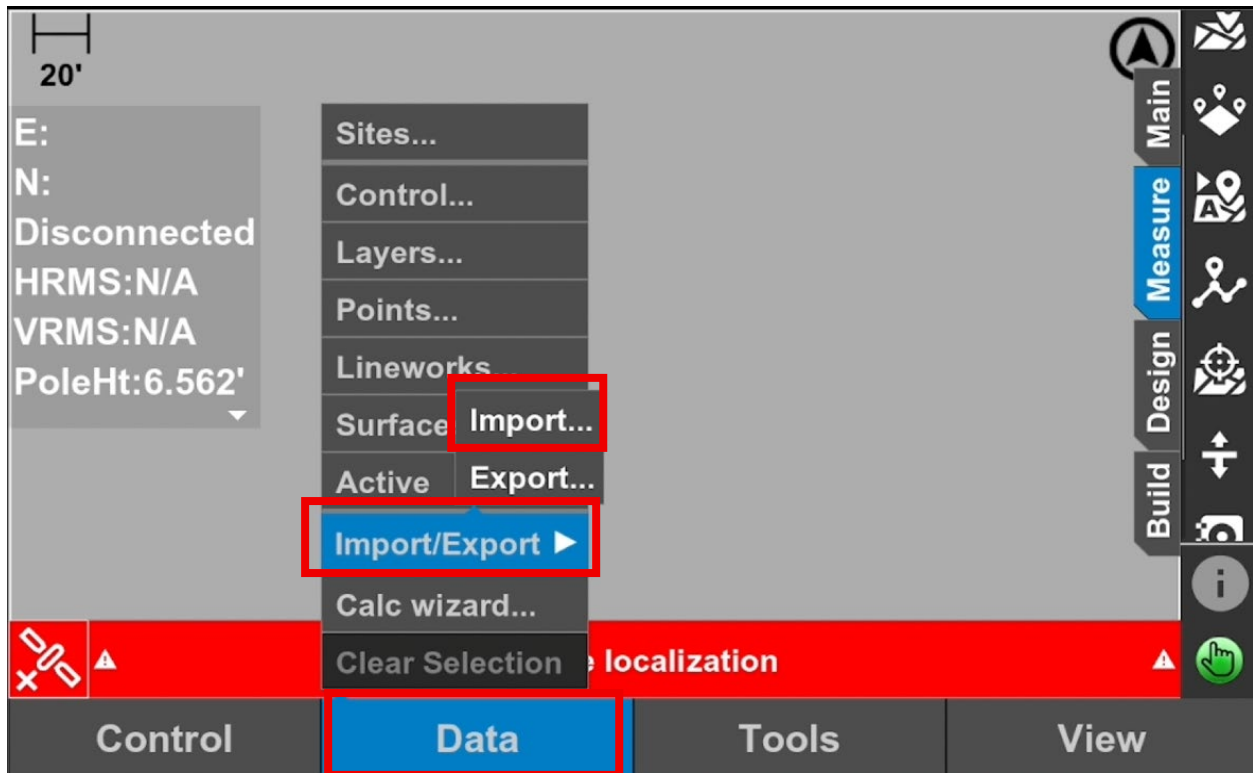 20'
E:
N:
Disconnected
HRMS:N/A
VRMS:N/A
PoleHt:6.562'
Sites...
Control...
Layers...
Points...
Lineworks...
Surface
Import...
Active
Export...
Import/Export
Calc wizard...
Clear Selection
localization
Main
Measure
Design
Build
A
A
i
Control
Data
Tools
View